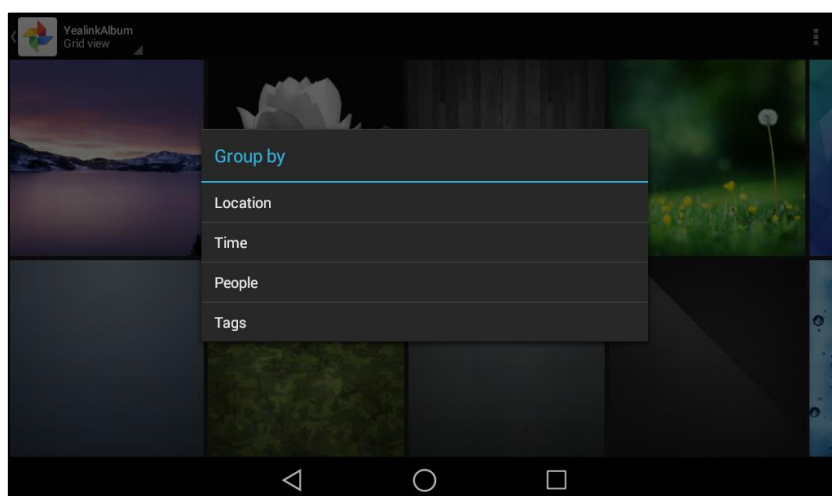 YealinkAlbum
Grid view
Group by
Location
Time
People
Tags